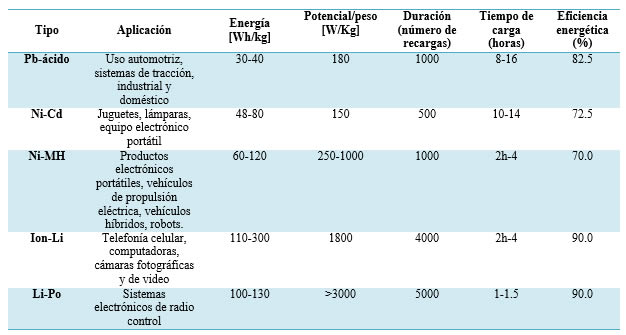 Tipo Aplicación Energía [Wh/kg] Potencial/peso [W/Kg] Duración (número de recargas) Tiempo de carga (horas) Eficiencia energética (%)
Pb-ácido Uso automotriz, 30-40 180 1000 8-16 82.5
sistemas de tracción,
industrial y
doméstico
Ni-Cd Juguetes, lámparas, 48-80 150 500 10-14 72.5
equipo electrónico
portátil
Ni-MH Productos 60-120 250-1000 1000 2h-4 70.0
electrónicos
portátiles, vehículos
de propulsión
eléctrica, vehículos
híbridos, robots.
Ion-Li Telefonía celular, 110-300 1800 4000 2h-4 90.0
computadoras,
cámaras fotográficas
y de video
Li-Po Sistemas 100-130 >3000 5000 1-1.5 90.0
electrónicos de radio
control